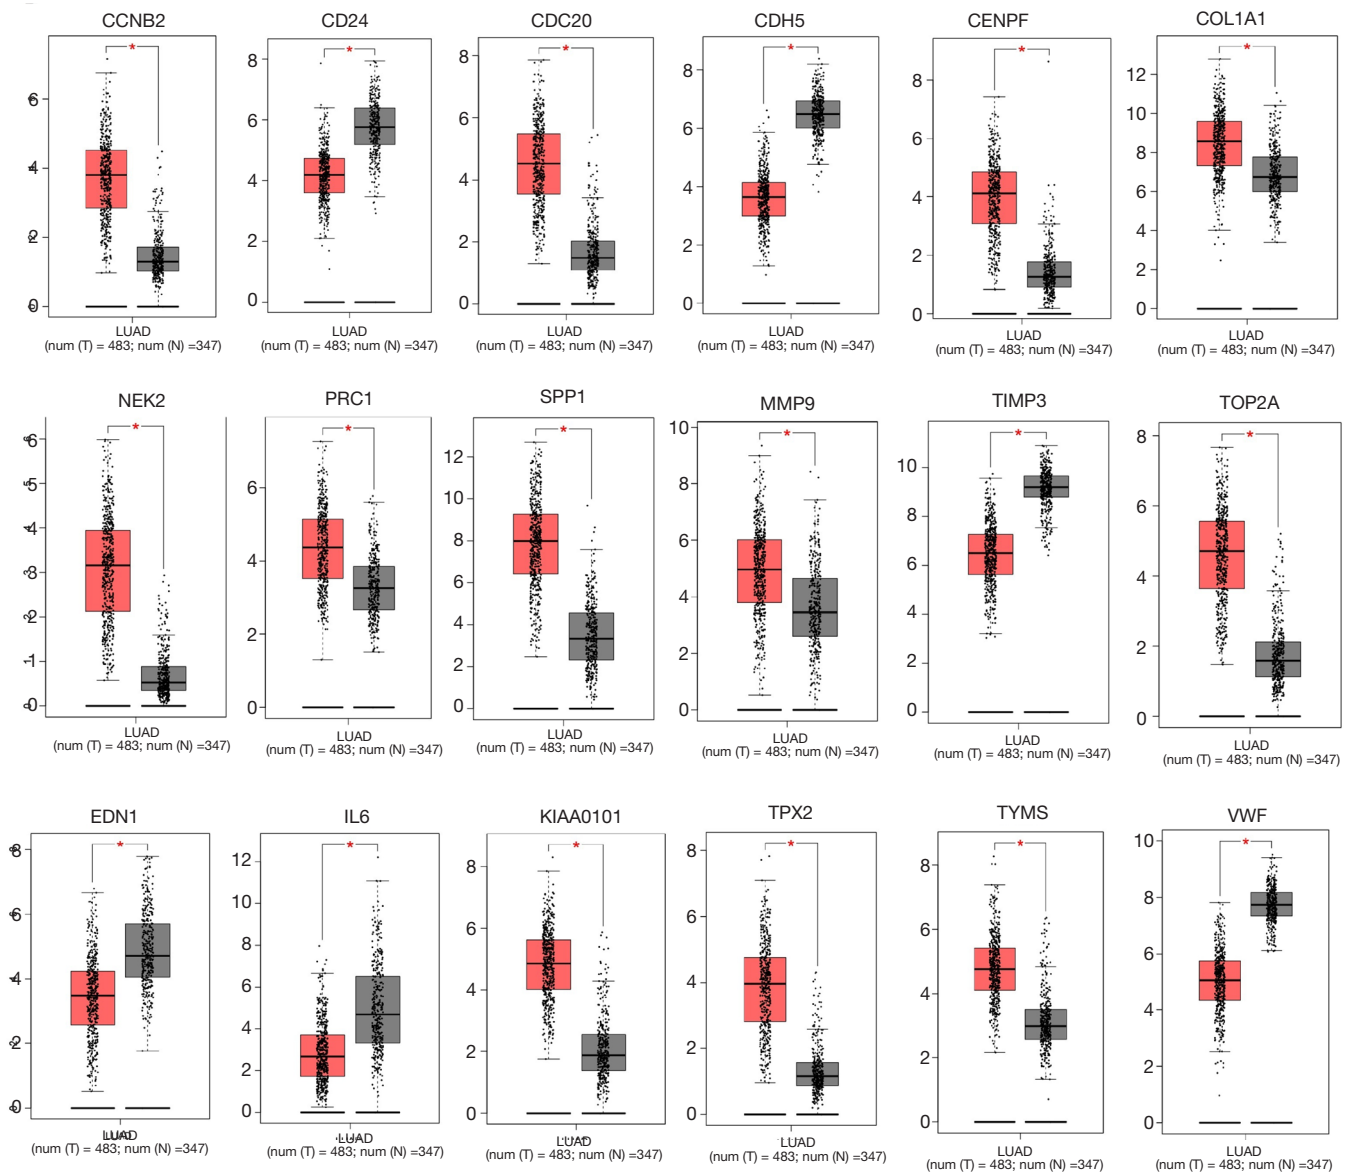 CCNB2 CD24 CDC20 CDH5 CENPF COL1A1
* * * * * *
6 4 2 0
8 6 4 2 0
8 6 4 2 0
8 6 4 2 0
8 6 4 2 0
12 10 8 6 4 2 0
LUAD LUAD LUAD LUAD LUAD LUAD
(num (T) = 483; num (N) =347) (num (T) = 483; num (N) =347) (num (T) = 483; num (N) =347) (num (T) = 483; num (N) =347) (num (T) = 483; num (N) =347) (num (T) = 483; num (N) =347)
NEK2 PRC1 SPP1 MMP9 TIMP3 TOP2A
* * * * * *
6 5 4 3 2 1 0
6 4 2 0
12 10 8 6 4 2 0
10 8 6 4 2 0
10 8 6 4 2 0
8 6 4 2 0
LUAD LUAD LUAD LUAD LUAD LUAD
(num (T) = 483; num (N) =347) (num (T) = 483; num (N) =347) (num (T) = 483; num (N) =347) (num (T) = 483; num (N) =347) (num (T) = 483; num (N) =347) (num (T) = 483; num (N) =347)
EDN1 IL6 KIAA0101 TPX2 TYMS VWF
* * * * * *
8 6 4 2 0
12 10 8 6 4 2 0
8 6 4 2 0
8 6 4 2 0
8 6 4 2 0
10 8 6 4 2 0
LUAD LUAD LUAD LUAD LUAD LUAD
(num (T) = 483; num (N) =347) (num (T) = 483; num (N) =347) (num (T) = 483; num (N) =347) (num (T) = 483; num (N) =347) (num (T) = 483; num (N) =347) (num (T) = 483; num (N) =347)